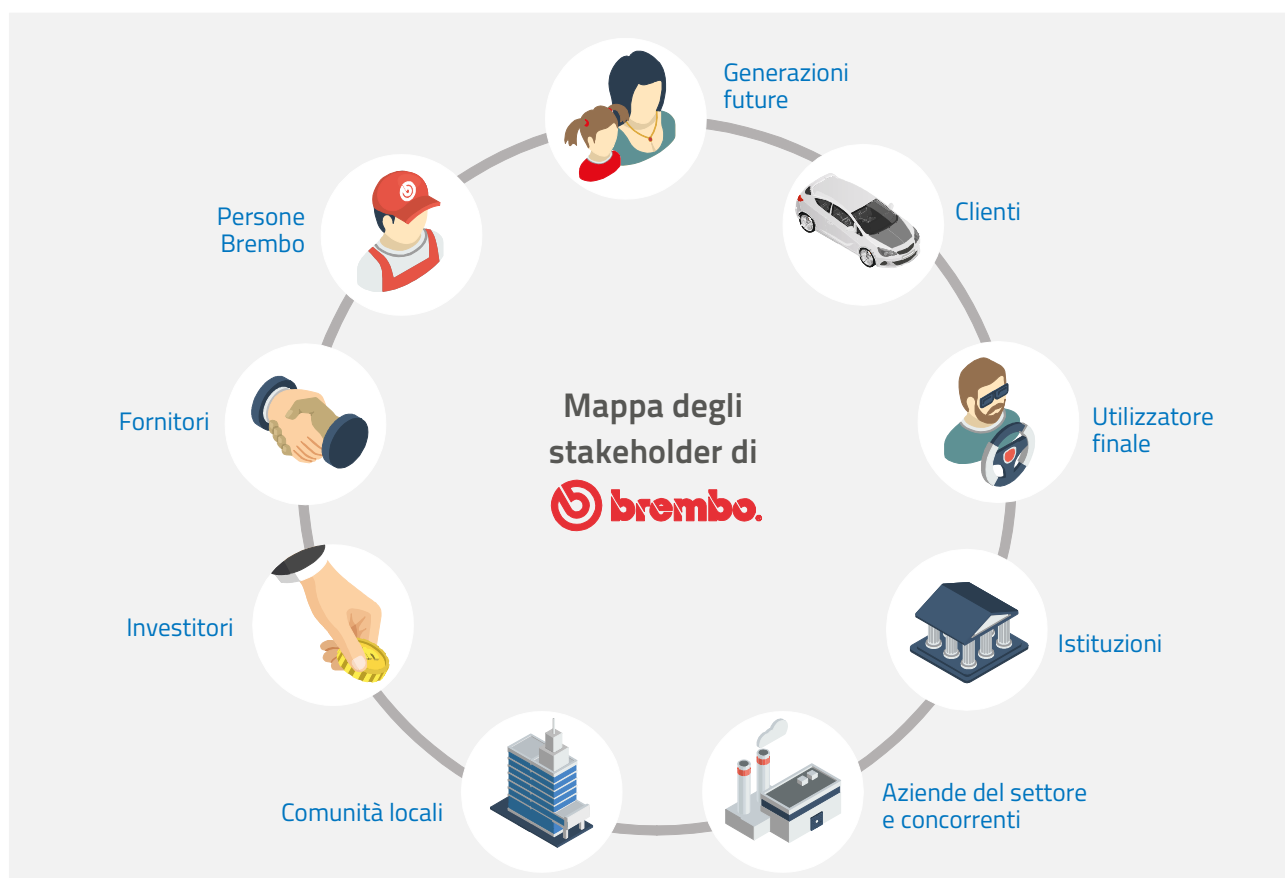 Generazioni
future
Clienti
Utilizzatore
finale
Istituzioni
Aziende del settore
e concorrenti
Comunità locali
Investitori
Fornitori
Persone
Brembo
Mappa degli
stakeholder di
brembo.